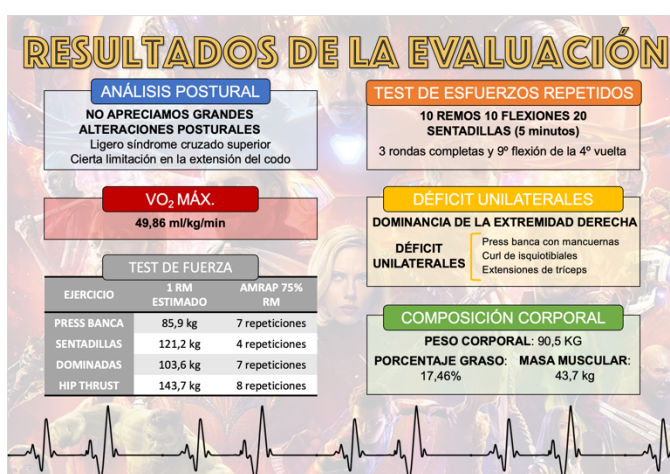 RESULTADOS DE LA EVALUACIÓN
ANÁLISIS POSTURAL
NO APRECIAMOS GRANDES
ALTERACIONES POSTURALES
Ligero síndrome cruzado superior
Cierta limitación en la extensión del codo
VO2 MÁX.
49,86 ml/kg/min
TEST DE FUERZA
EJERCICIO
1 RM
ESTIMADO
AMRAP 75%
RM
PRESS BANCA 85,9 kg 7 repeticiones
SENTADILLAS 121,2 kg 4 repeticiones
DOMINADAS 103,6 kg 7 repeticiones
HIP THRUST 143,7 kg 8 repeticiones
TEST DE ESFUERZOS REPETIDOS
10 REMOS 10 FLEXIONES 20
SENTADILLAS (5 minutos)
3 rondas completas y 9º flexión de la 4º vuelta
DÉFICIT UNILATERALES
DOMINANCIA DE LA EXTREMIDAD DERECHA
DÉFICIT
UNILATERALES
Press banca con mancuernas
Curl de isquiotibiales
Extensiones de tríceps
COMPOSICIÓN CORPORAL
PESO CORPORAL: 90,5 KG
PORCENTAJE GRASO:
17,46%
MASA MUSCULAR:
43,7 kg